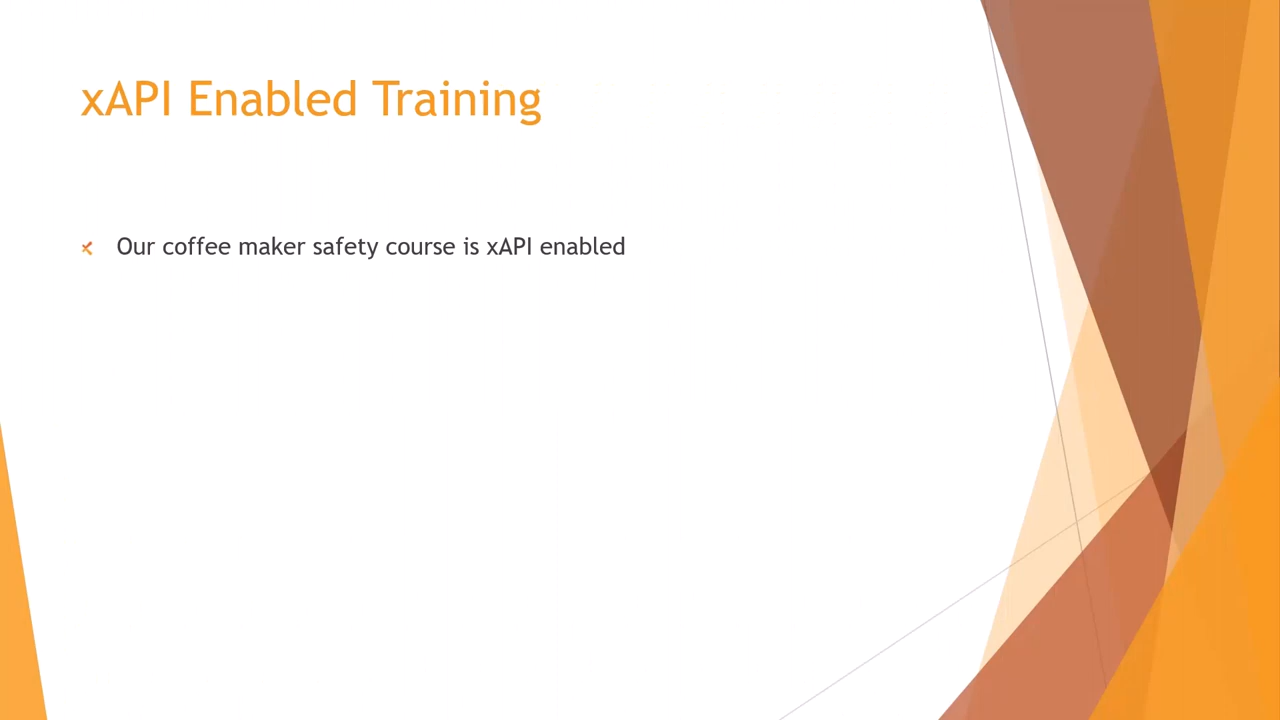 xAPI Enabled Training
Our coffee maker safety course is xAPI enabled